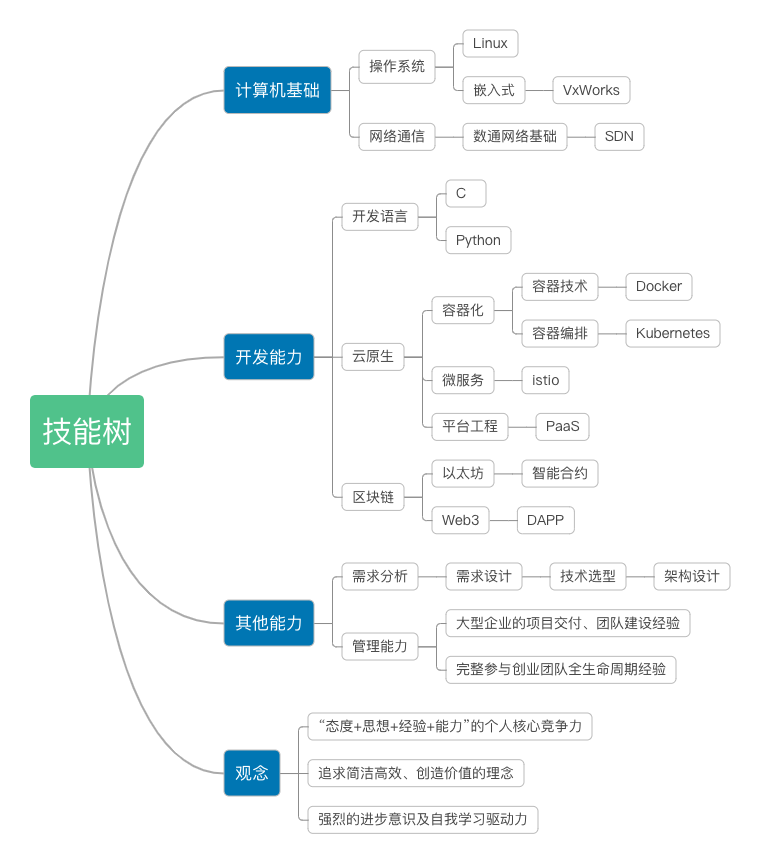 技能树
计算机基础
操作系统
Linux
嵌入式
VxWorks
网络通信
数通网络基础
SDN
开发能力
开发语言
C
Python
云原生
容器化
容器技术
Docker
容器编排
Kubernetes
微服务
istio
平台工程
PaaS
区块链
以太坊
智能合约
Web3
DAPP
其他能力
需求分析
需求设计
技术选型
架构设计
管理能力
大型企业的项目交付、团队建设经验
完整参与创业团队全生命周期经验
观念
“态度+思想+经验+能力”的个人核心竞争力
追求简洁高效、创造价值的理念
强烈的进步意识及自我学习驱动力